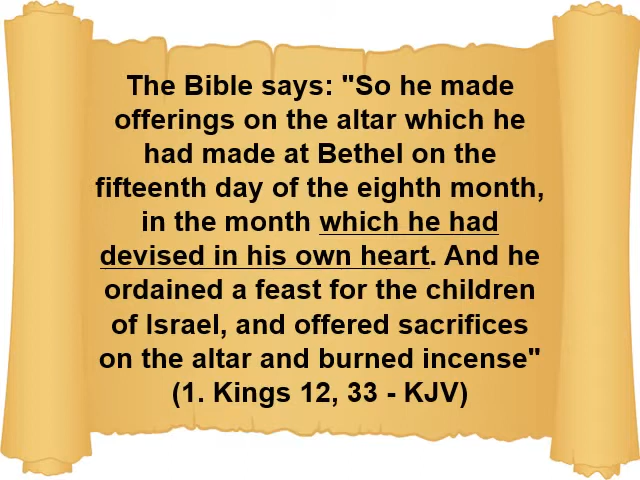 The Bible says: "So he made
offerings on the altar which he
had made at Bethel on the
fifteenth day of the eighth month,
in the month which he had
devised in his own heart. And he
ordained a feast for the children
of Israel, and offered sacrifices
on the altar and burned incense"
(1. Kings 12, 33 - KJV)